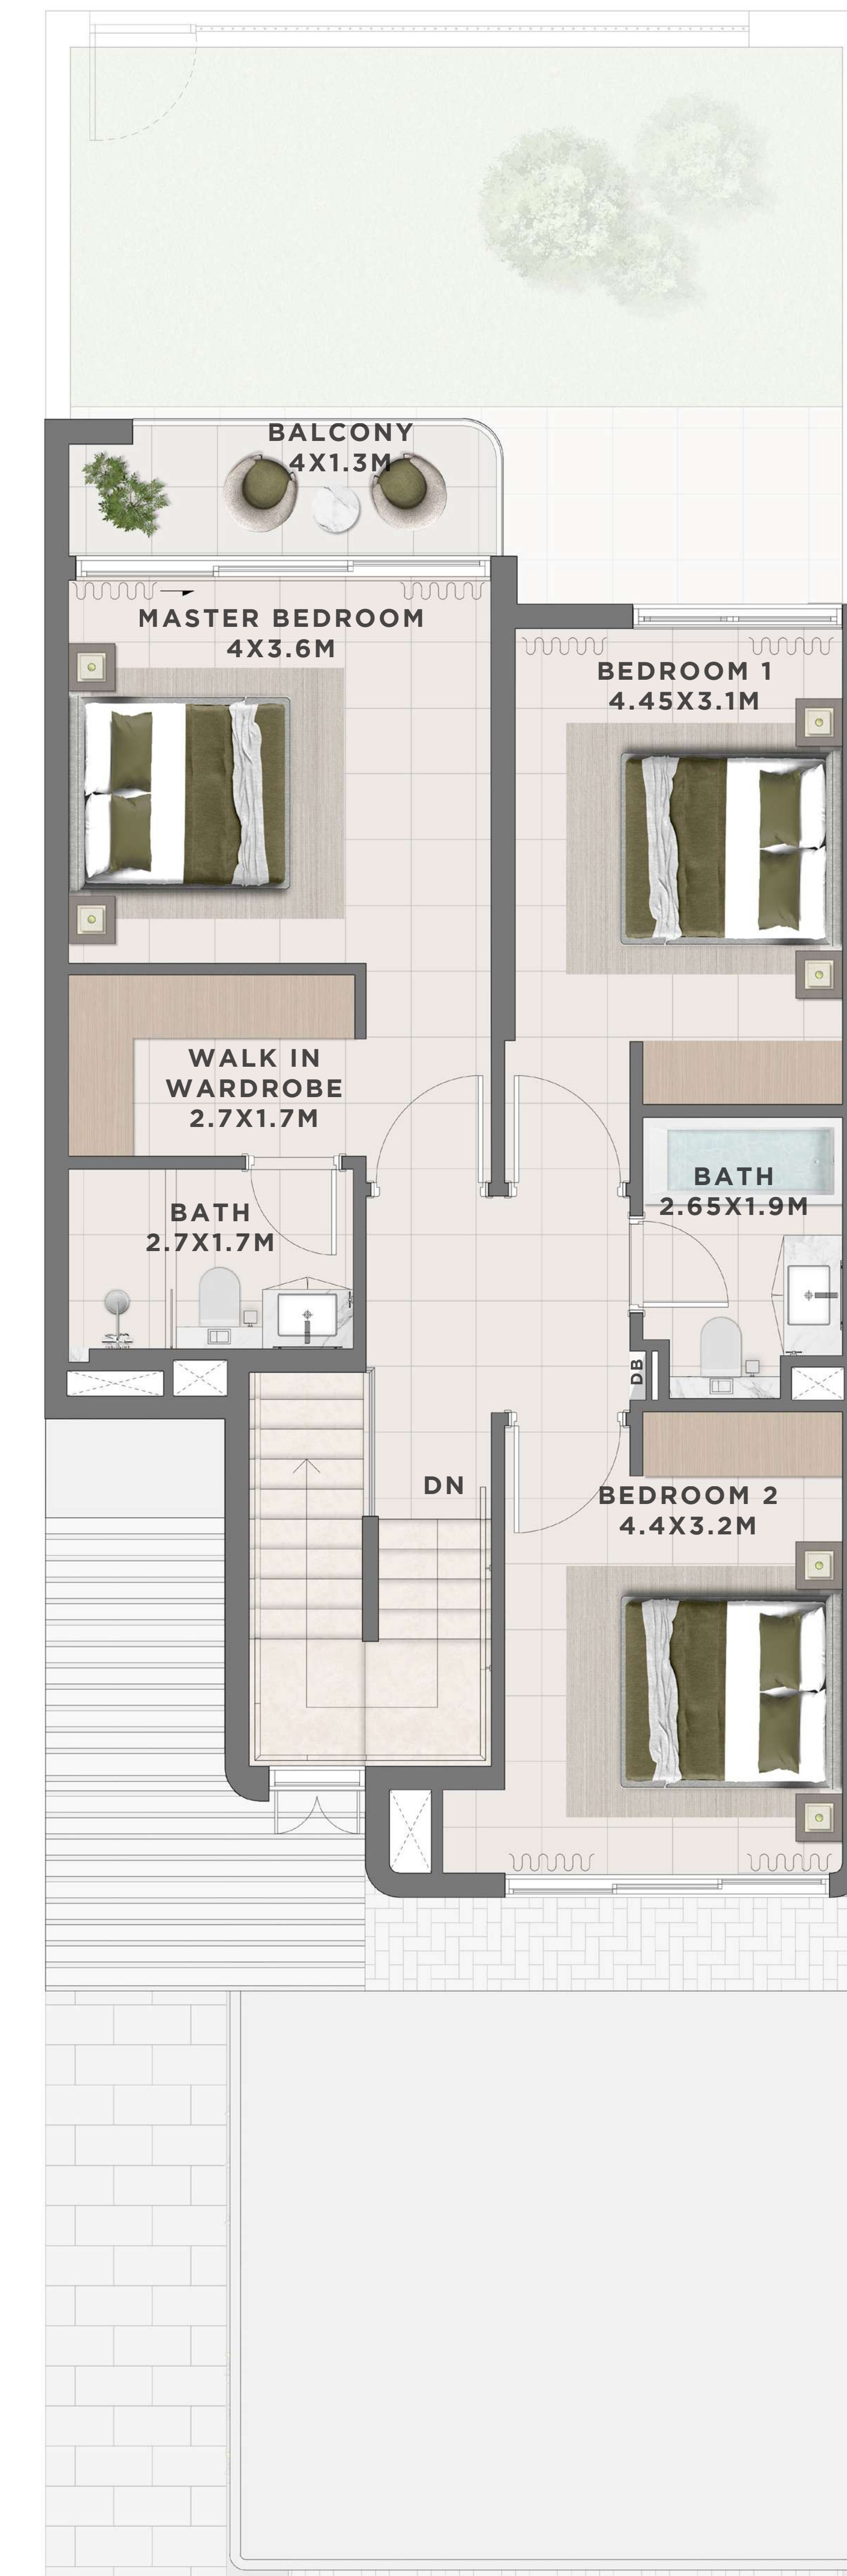 BALCONY
4X1.3M
MASTER BEDROOM
4X3.6M
BEDROOM 1
4.45X3.1M
WALK IN
WARDROBE
2.7X1.7M
BATH
2.65X1.9M
BATH
2.7X1.7M
DB
DN
BEDROOM 2
4.4X3.2M